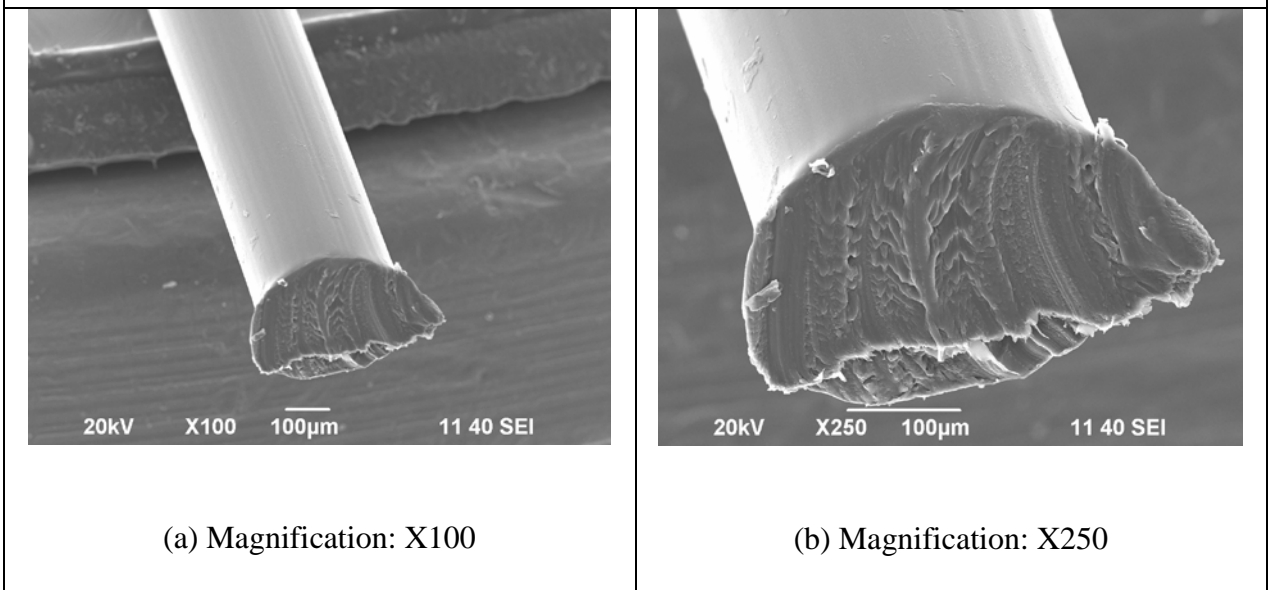 20kV X100 100µm 11 40 SEI
20kV X250 100µm 11 40 SEI
(a) Magnification: X100
(b) Magnification: X250